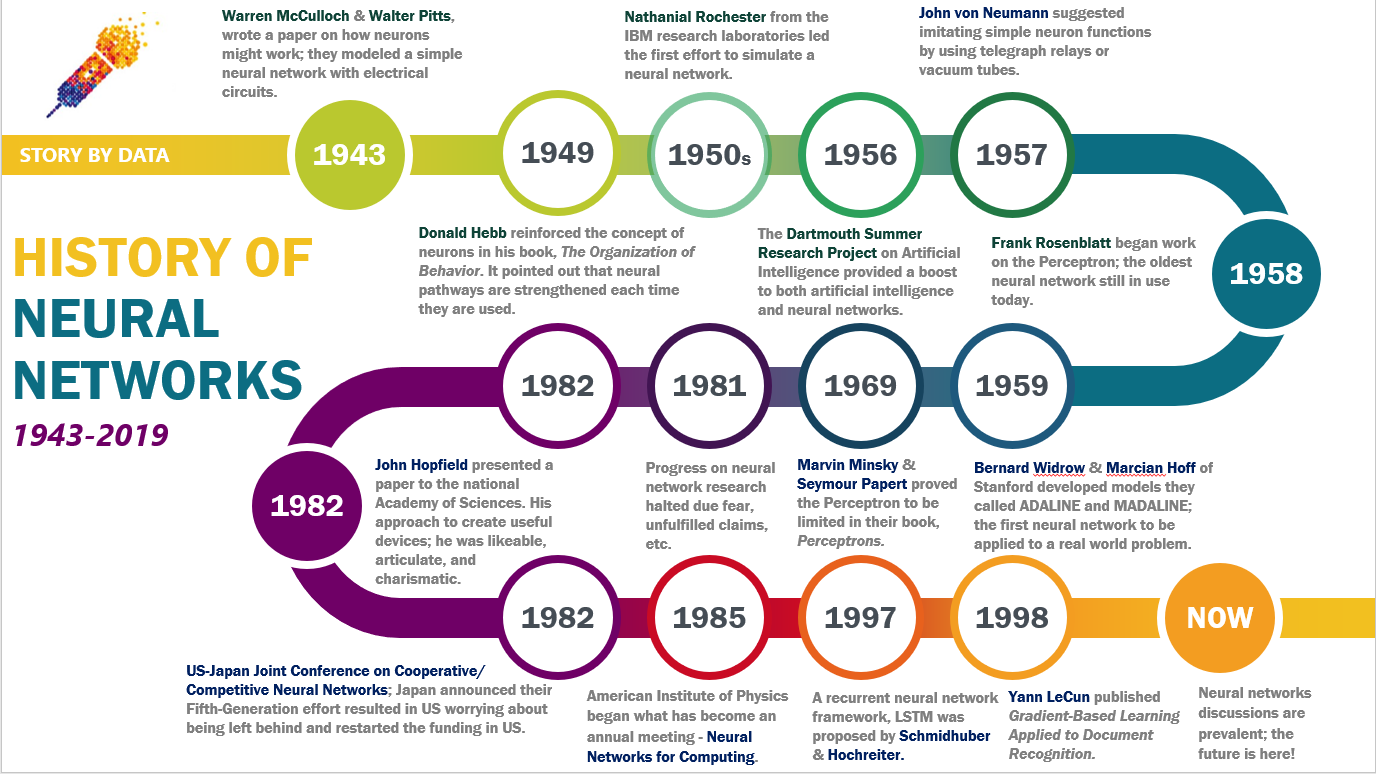 Warren McCulloch & Walter Pitts,
wrote a paper on how neurons
might work; they modeled a simple
neural network with electrical
circuits.
Nathanial Rochester from the
IBM research laboratories led
the first effort to simulate a
neural network.
John von Neumann suggested
imitating simple neuron functions
by using telegraph relays or
vacuum tubes.
STORY BY DATA
1943
1949
1950s
1956
1957
HISTORY OF
NEURAL
NETWORKS
1943-2019
Donald Hebb reinforced the concept of
neurons in his book, The Organization of
Behavior. It pointed out that neural
pathways are strengthened each time
they are used.
The Dartmouth Summer
Research Project on Artificial
Intelligence provided a boost
to both artificial intelligence
and neural networks.
Frank Rosenblatt began work
on the Perceptron; the oldest
neural network still in use
today.
1958
1982
1981
1969
1959
1982
John Hopfield presented a
paper to the national
Academy of Sciences. His
approach to create useful
devices; he was likeable,
articulate, and
charismatic.
Progress on neural
network research
halted due fear,
unfulfilled claims,
etc.
Marvin Minsky &
Seymour Papert proved
the Perceptron to be
limited in their book,
Perceptrons.
Bernard Widrow & Marcian Hoff of
Stanford developed models they
called ADALINE and MADALINE;
the first neural network to be
applied to a real world problem.
1982
1985
1997
1998
NOW
US-Japan Joint Conference on Cooperative/
Competitive Neural Networks; Japan announced their
Fifth-Generation effort resulted in US worrying about
being left behind and restarted the funding in US.
American Institute of Physics
began what has become an
annual meeting - Neural
Networks for Computing.
A recurrent neural network
framework, LSTM was
proposed by Schmidhuber
& Hochreiter.
Yann LeCun published
Gradient-Based Learning
Applied to Document
Recognition.
Neural networks
discussions are
prevalent; the
future is here!